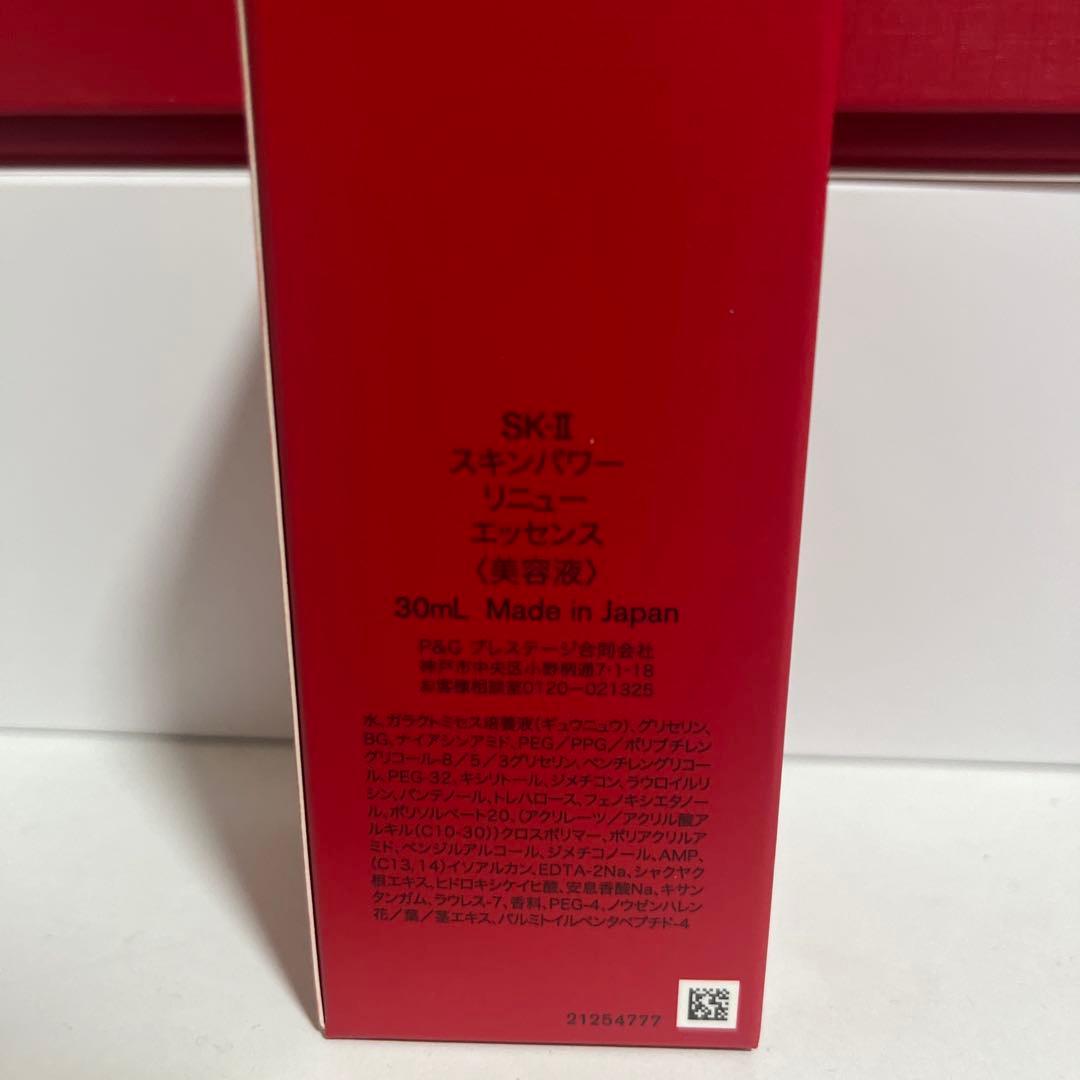 SK-II
スキンパワー
リニュー
エッセンス
〈美容液〉
30mL Made in Japan
P&G プレステージ合同会社
神戸市中央区小野柄通7-1-18
お客様相談室0120-021325
水、ガラクトミセス培養液(ギュウニュウ)、グリセリン、
BG、ナイアシンアミド、PEG/PPG/ポリブチレン
グリコール-8/5/3グリセリン、ペンチレングリコー
ル、PEG-32、キシリトール、ジメチコン、ラウロイルリ
シン、パンテノール、トレハロース、フェノキシエタノー
ル、ポリソルベート20、(アクリレーツ/アクリル酸ア
ルキル(C10-30))クロスポリマー、ポリアクリルア
ミド、ベンジルアルコール、ジメチコノール、AMP、
(C13,14)イソアルカン、EDTA-2Na、シャクヤク
根エキス、ヒドロキシケイヒ酸、安息香酸Na、キサン
タンガム、ラウレス-7、香料、PEG-4、ノウゼンハレン
花/葉/茎エキス、パルミトイルペンタペプチド-4
21254777